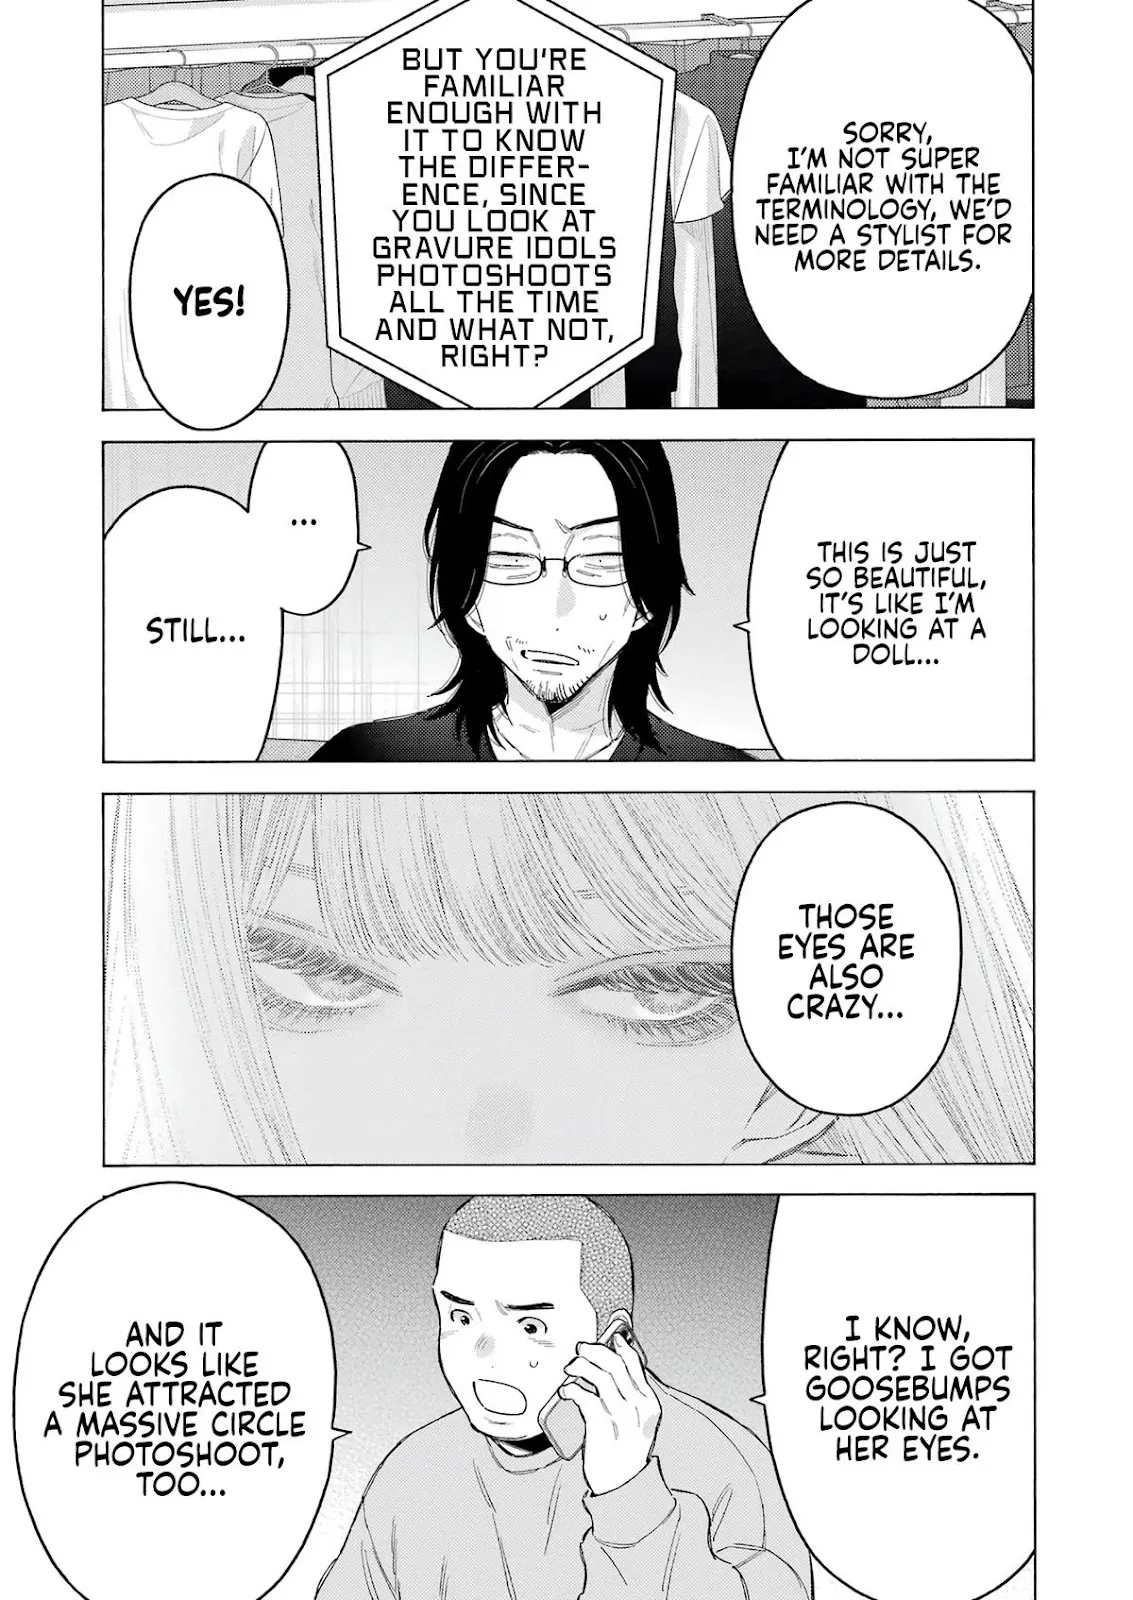 SORRY,
I'M NOT SUPER
FAMILIAR WITH THE
TERMINOLOGY, WE'D
NEED A STYLIST FOR
MORE DETAILS.
BUT YOU'RE
FAMILIAR
ENOUGH WITH
IT TO KNOW
THE DIFFER-
ENCE, SINCE
YOU LOOK AT
GRAVURE IDOLS
PHOTOSHOOTS
ALL THE TIME
AND WHAT NOT,
RIGHT?
YES!
THIS IS JUST
SO BEAUTIFUL,
IT'S LIKE I'M
LOOKING AT A
DOLL...
...
STILL...
THOSE
EYES ARE
ALSO
CRAZY...
I KNOW,
RIGHT? I GOT
GOOSEBUMPS
LOOKING AT
HER EYES.
AND IT
LOOKS LIKE
SHE ATTRACTED
A MASSIVE CIRCLE
PHOTOSHOOT,
TOO...